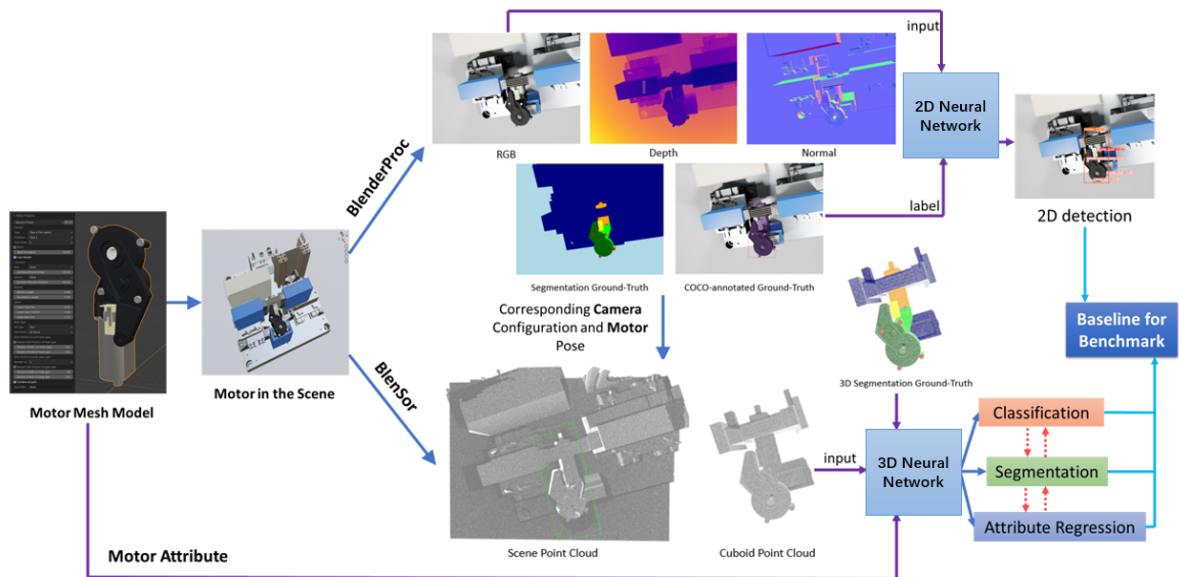 input
2D Neural
Network
RGB
Depth
Normal
BlenderProc
label
2D detection
Segmentation Ground-Truth
COCO-annotated Ground-Truth
Corresponding Camera
Configuration and Motor
Pose
Baseline for
Benchmark
3D Segmentation Ground-Truth
Motor Mesh Model
Motor in the Scene
BlenSor
Classification
input
3D Neural
Network
Segmentation
Attribute Regression
Motor Attribute
Scene Point Cloud
Cuboid Point Cloud